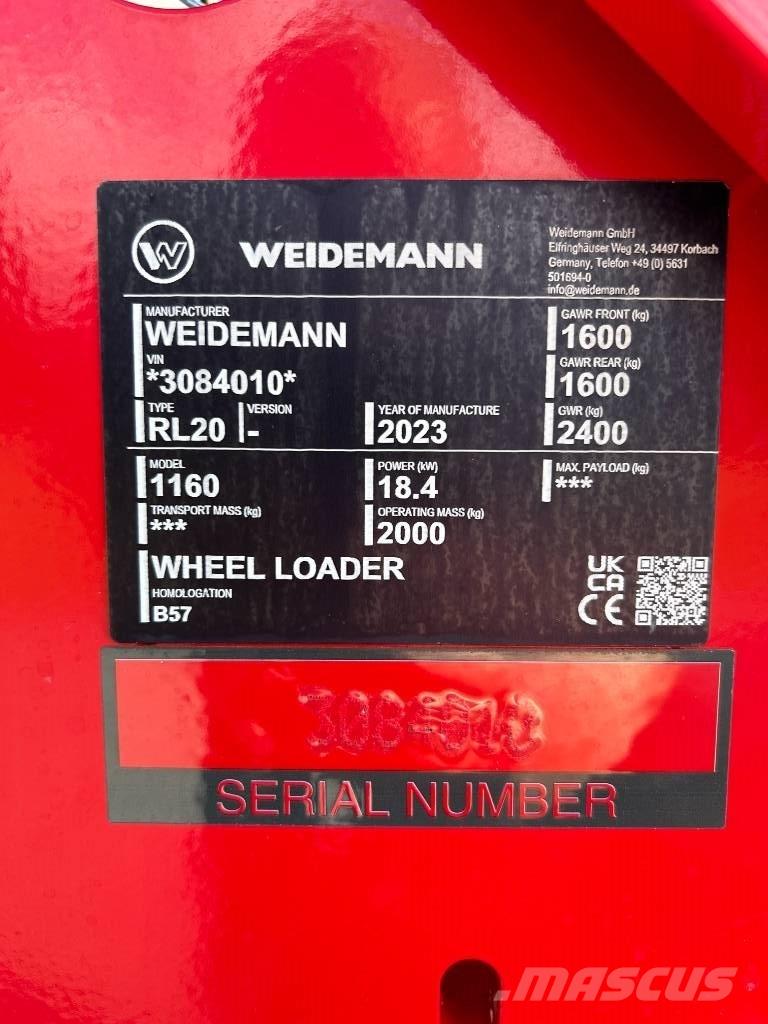 W WEIDEMANN
Weidemann GmbH
Elfringhäuser Weg 24, 34497 Korbach
Germany, Telefon +49 (0) 5631
501694-0
info@weidemann.de
MANUFACTURER
WEIDEMANN
VIN
*3084010*
TYPE
RL20
VERSION
-
YEAR OF MANUFACTURE
2023
GAWR FRONT (kg)
1600
GAWR REAR (kg)
1600
GWR (kg)
2400
MODEL
1160
POWER (kW)
18.4
MAX. PAYLOAD (kg)
***
TRANSPORT MASS (kg)
***
OPERATING MASS (kg)
2000
WHEEL LOADER
HOMOLOGATION
B57
UK
CA
CE
3084010
SERIAL NUMBER
MASCUS